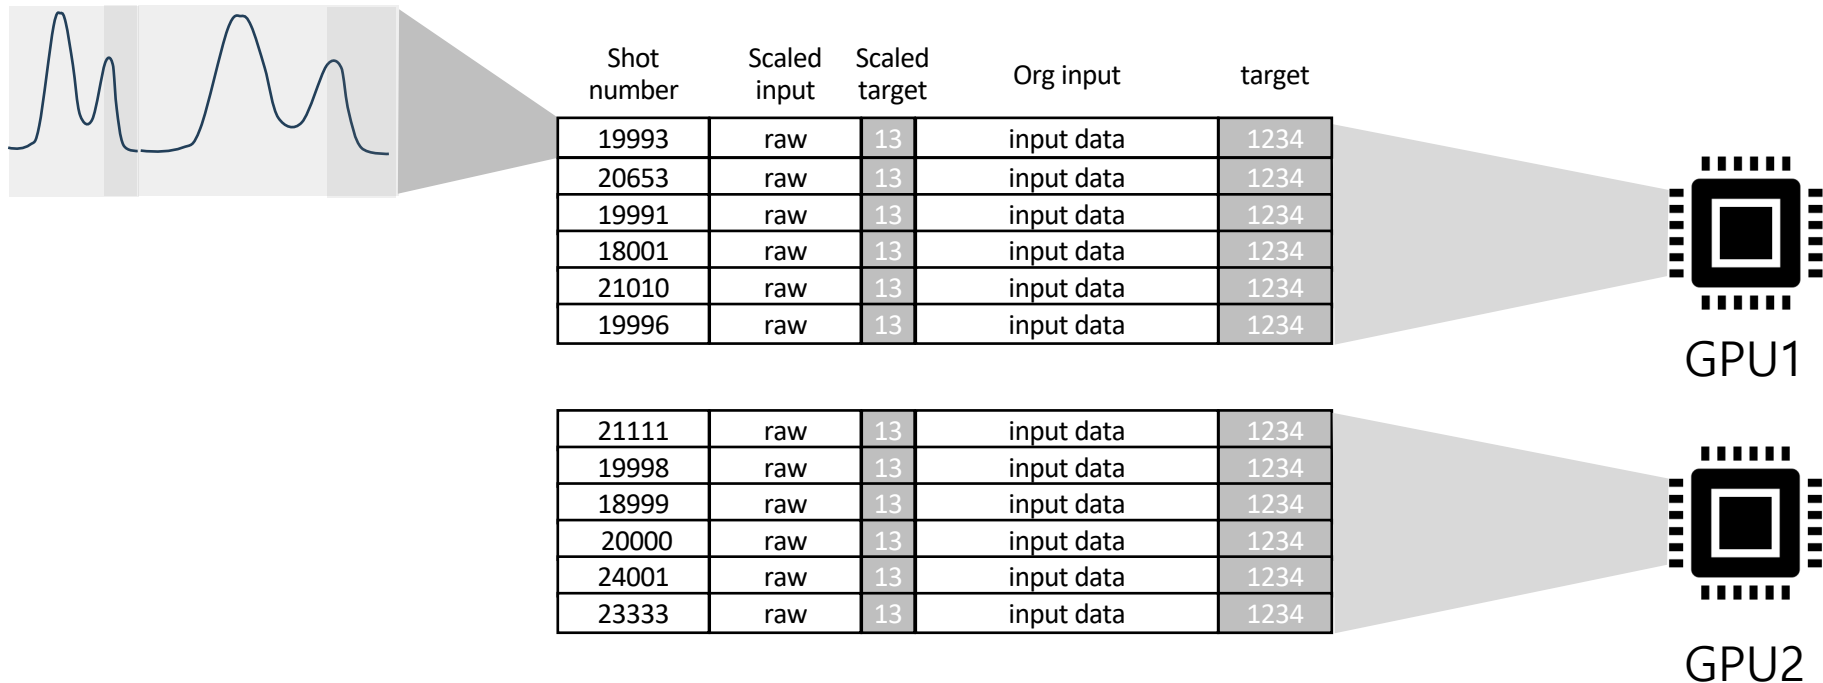 Shot number Scaled input Scaled target Org input target
19993 raw 13 input data 1234
20653 raw 13 input data 1234
19991 raw 13 input data 1234
18001 raw 13 input data 1234
21010 raw 13 input data 1234
19996 raw 13 input data 1234
GPU1
21111 raw 13 input data 1234
19998 raw 13 input data 1234
18999 raw 13 input data 1234
20000 raw 13 input data 1234
24001 raw 13 input data 1234
23333 raw 13 input data 1234
GPU2